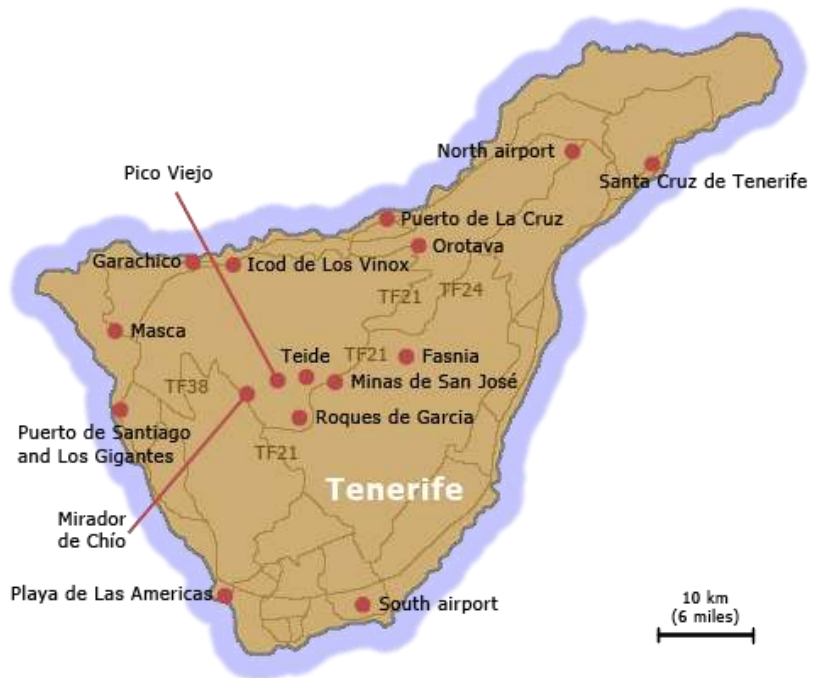 North airport
Pico Viejo
Santa Cruz de Tenerife
Puerto de La Cruz
Orotava
Garachico
Icod de Los Vinox
TF21
TF24
Masca
Teide
TF21
Fasnia
TF38
Minas de San José
Roques de Garcia
Puerto de Santiago
and Los Gigantes
TF21
Tenerife
Mirador
de Chío
Playa de Las Americas
South airport
10 km
(6 miles)